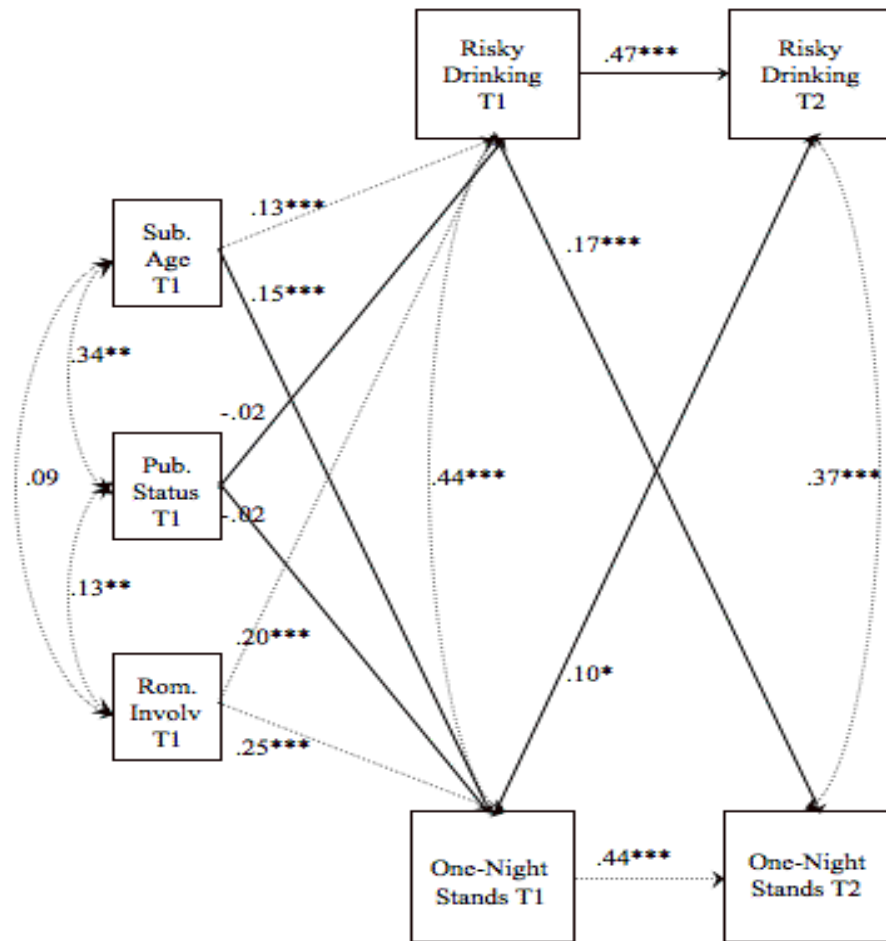 Risky
Drinking
T1
.47***
Risky
Drinking
T2
Sub.
Age
T1
.13***
.15***
.17***
.34**
-.02
.09
Pub.
Status
T1
-.02
.44***
.37***
.13**
Rom.
Involv
T1
.20***
.25***
.10*
One-Night
Stands T1
.44***
One-Night
Stands T2